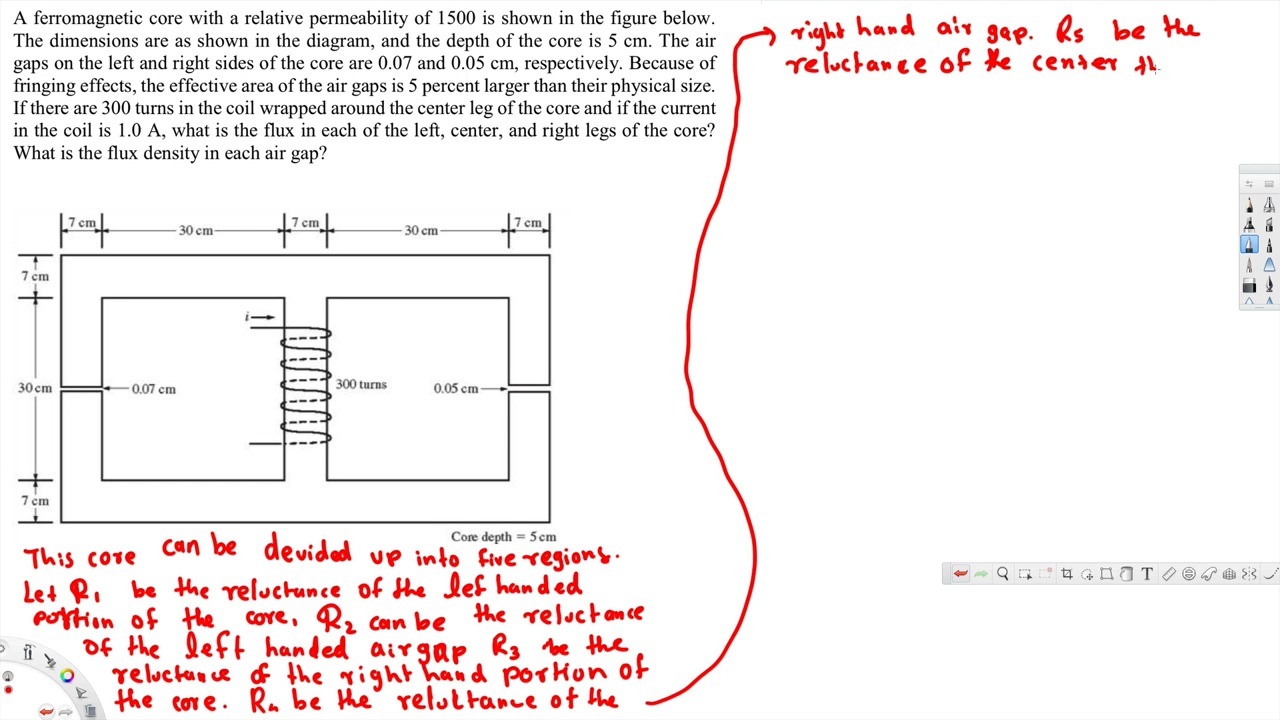 A ferromagnetic core with a relative permeability of 1500 is shown in the figure below.
The dimensions are as shown in the diagram, and the depth of the core is 5 cm. The air
gaps on the left and right sides of the core are 0.07 and 0.05 cm, respectively. Because of
fringing effects, the effective area of the air gaps is 5 percent larger than their physical size.
If there are 300 turns in the coil wrapped around the center leg of the core and if the current
in the coil is 1.0 A, what is the flux in each of the left, center, and right legs of the core?
What is the flux density in each air gap?
7 cm
30 cm
7 cm
30 cm
7 cm
7 cm
i
30 cm
0.07 cm
300 turns
0.05 cm
7 cm
Core depth = 5 cm
This core can be devided up into five regions.
Let R1 be the reluctance of the lef handed
portion of the core, R2 can be the reluctance
of the left handed airgap R3 be the
reluctance of the right hand portion of
the core. R4 be the reluctance of the
right hand air gap. R5 be the
reluctance of the center th
T